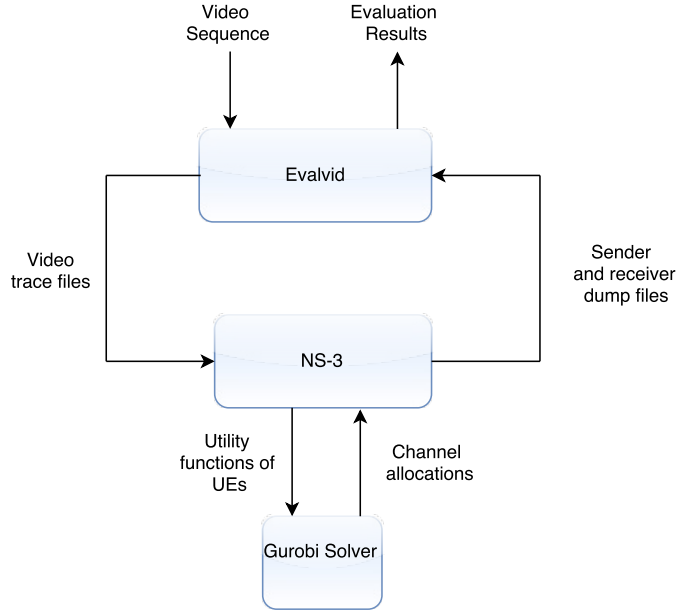 Video
Sequence
Evaluation
Results
Evalvid
Video
trace files
Sender
and receiver
dump files
NS-3
Utility
functions of
UEs
Channel
allocations
Gurobi Solver